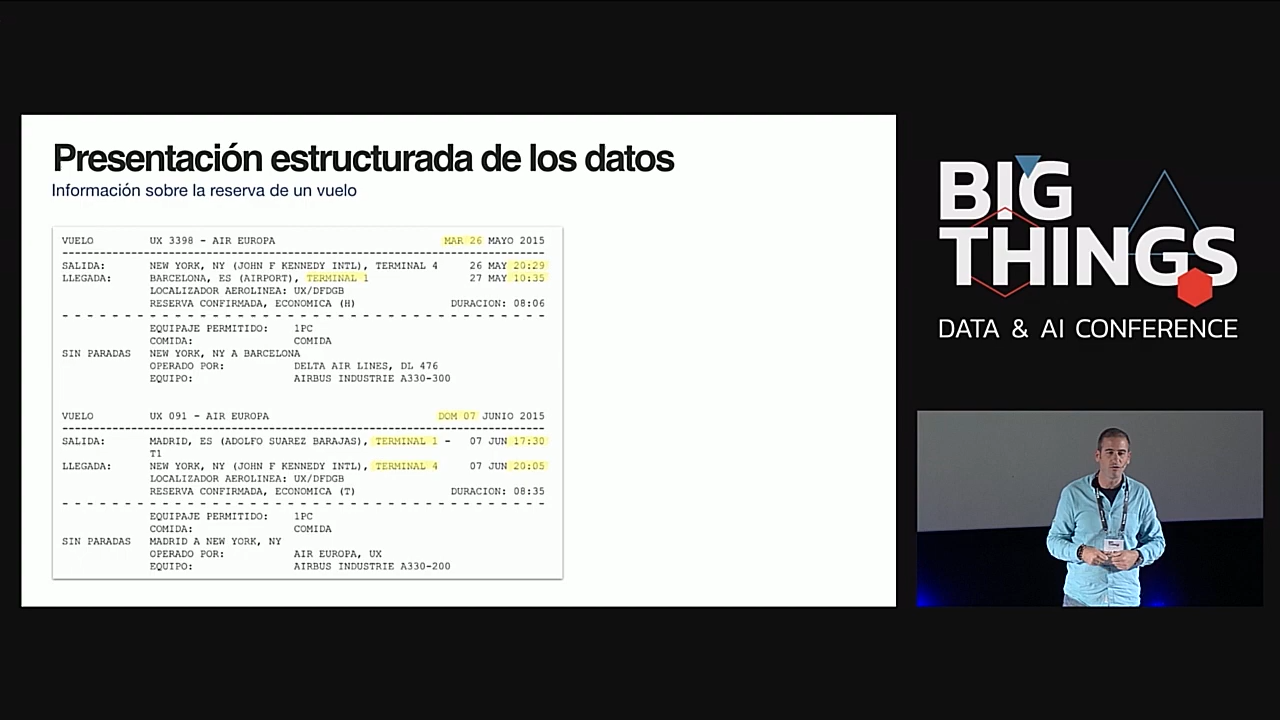 Presentación estructurada de los datos
Información sobre la reserva de un vuelo
VUELO UX 3398 - AIR EUROPA MAR 26 MAYO 2015
SALIDA: NEW YORK, NY (JOHN F KENNEDY INTL), TERMINAL 4 26 MAY 20:29
LLEGADA: BARCELONA, ES (AIRPORT), TERMINAL 1 27 MAY 10:35
LOCALIZADOR AEROLINEA: UX/DFDGB
RESERVA CONFIRMADA, ECONOMICA (H) DURACION: 08:06
EQUIPAJE PERMITIDO: 1PC
COMIDA: COMIDA
SIN PARADAS NEW YORK, NY A BARCELONA
OPERADO POR: DELTA AIR LINES, DL 476
EQUIPO: AIRBUS INDUSTRIE A330-300
VUELO UX 091 - AIR EUROPA DOM 07 JUNIO 2015
SALIDA: MADRID, ES (ADOLFO SUAREZ BARAJAS), TERMINAL 1 - 07 JUN 17:30
T1
LLEGADA: NEW YORK, NY (JOHN F KENNEDY INTL), TERMINAL 4 07 JUN 20:05
LOCALIZADOR AEROLINEA: UX/DFDGB
RESERVA CONFIRMADA, ECONOMICA (T) DURACION: 08:35
EQUIPAJE PERMITIDO: 1PC
COMIDA: COMIDA
SIN PARADAS MADRID A NEW YORK, NY
OPERADO POR: AIR EUROPA, UX
EQUIPO: AIRBUS INDUSTRIE A330-200
BIG
THINGS
DATA & AI CONFERENCE